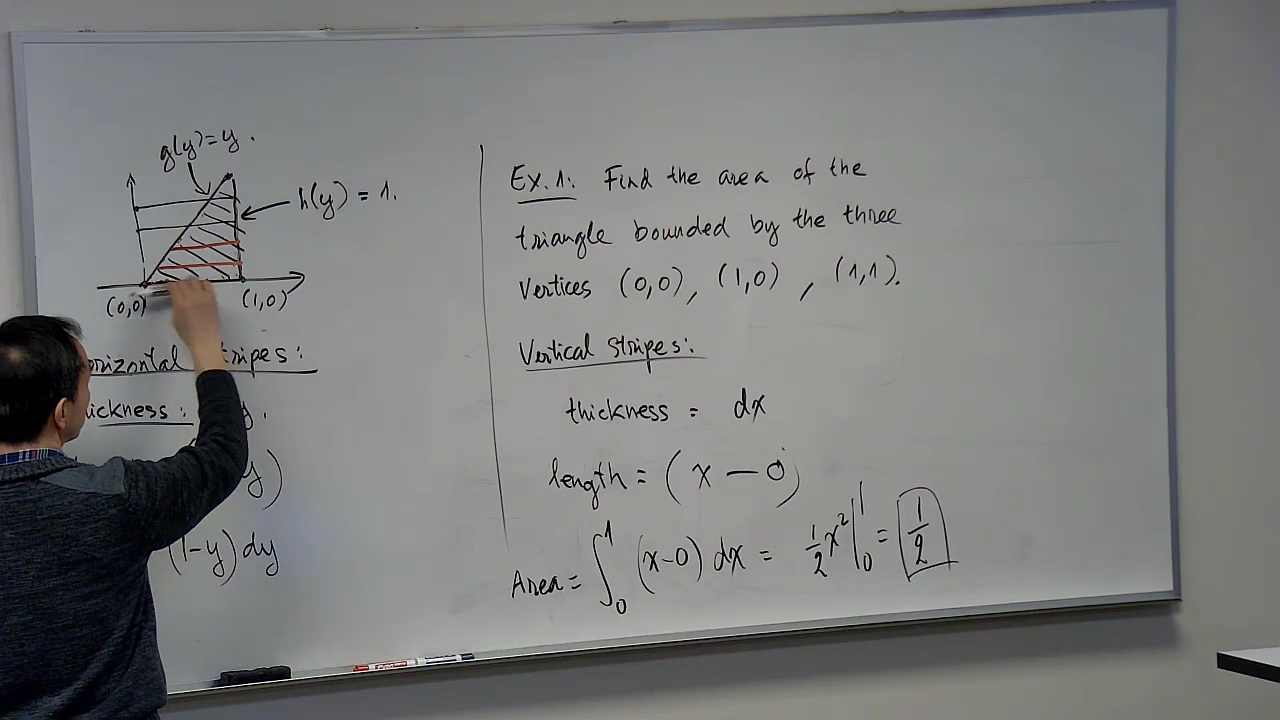 g(y) = y .
h(y) = 1.
(0,0)
(1,0)
orizontal tripes :
ickness :
y)
(1-y) dy
Ex. 1: Find the area of the
triangle bounded by the three
vertices (0,0), (1,0) , (1,1).
Vertical stripes:
thickness = dx
length = (x — 0)
Area = ∫₀¹ (x-0) dx = ½x² |₀¹ = ½